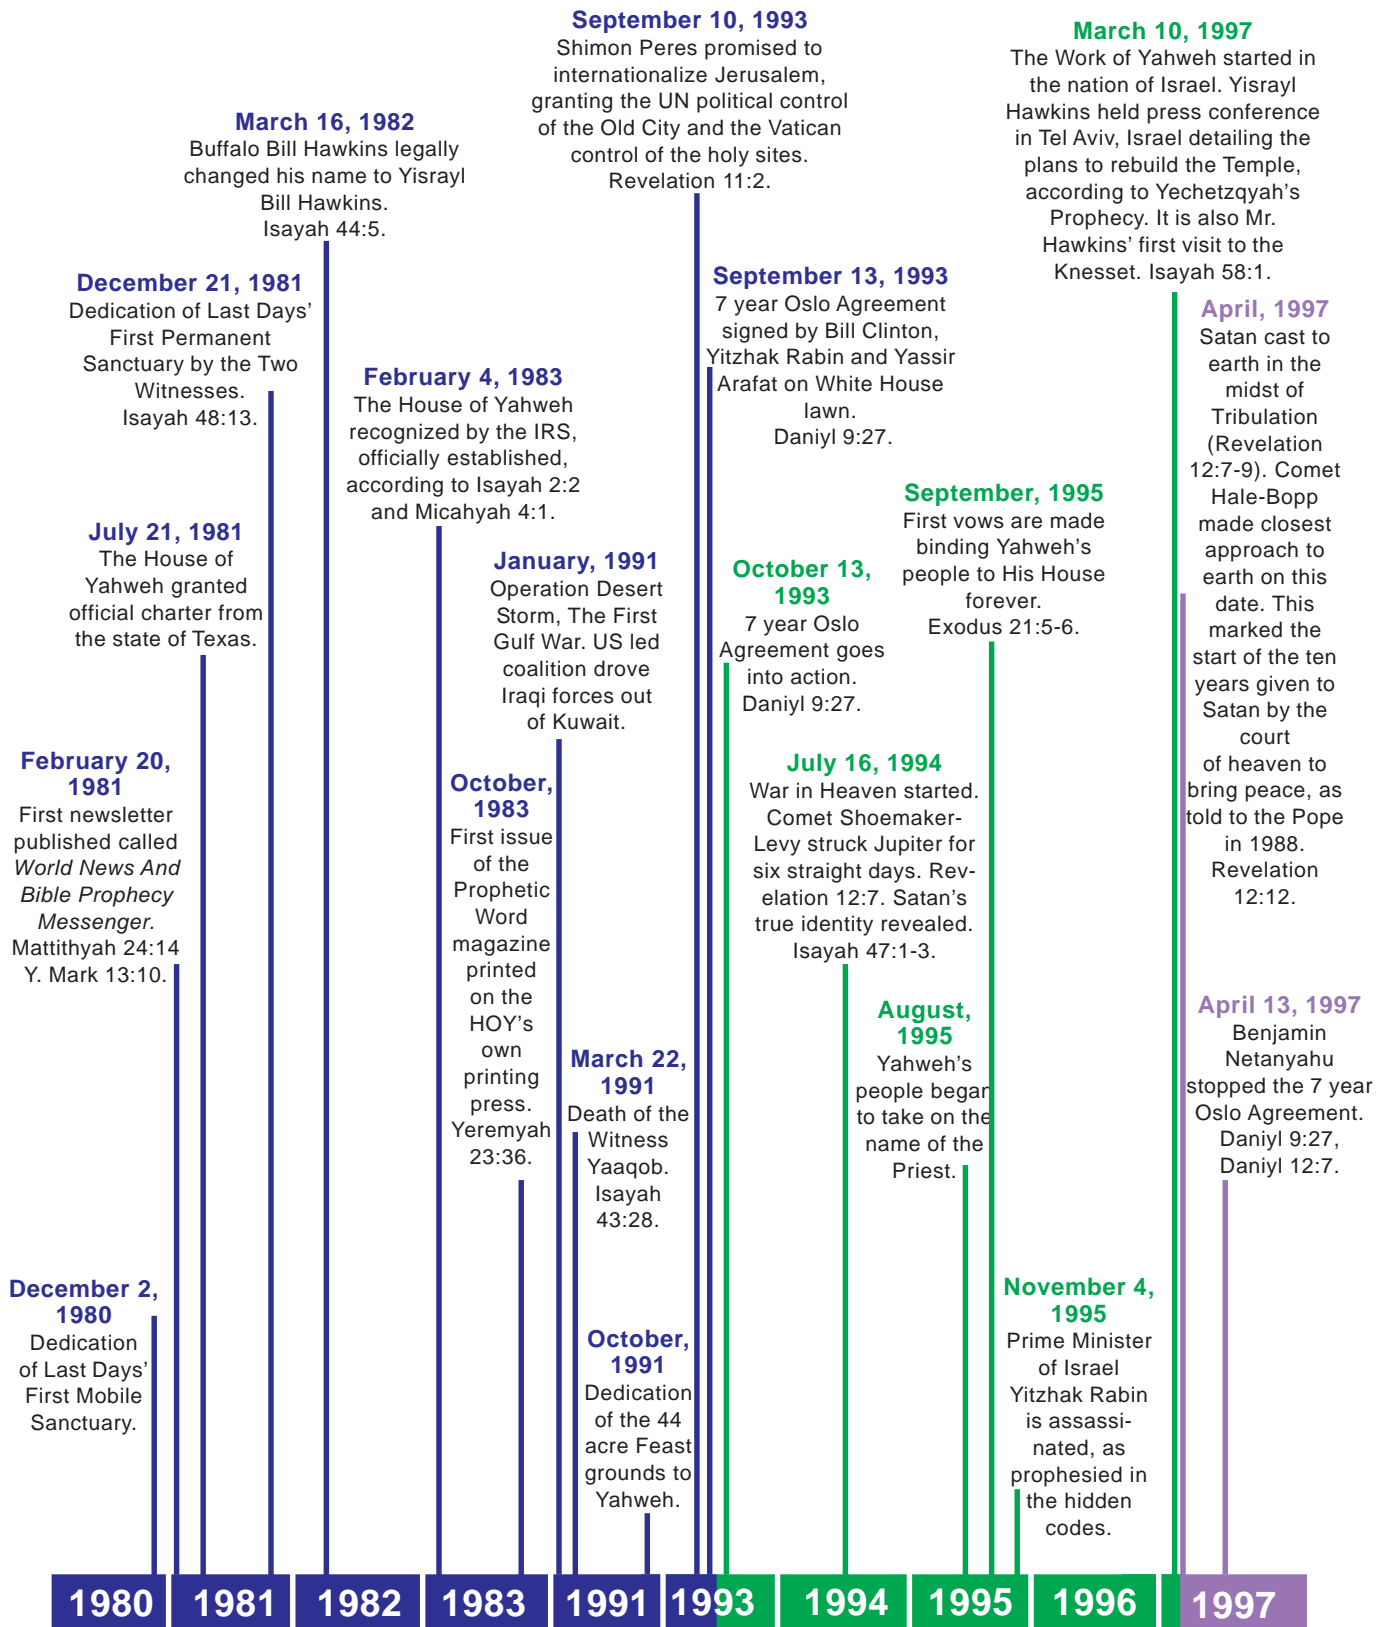 December 2,
1980
Dedication
of Last Days’
First Mobile
Sanctuary.
February 20,
1981
First newsletter
published called
World News And
Bible Prophecy
Messenger.
Mattithyah 24:14
Y. Mark 13:10.
July 21, 1981
The House of
Yahweh granted
official charter from
the state of Texas.
December 21, 1981
Dedication of Last Days’
First Permanent
Sanctuary by the Two
Witnesses.
Isayah 48:13.
March 16, 1982
Buffalo Bill Hawkins legally
changed his name to Yisrayl
Bill Hawkins.
Isayah 44:5.
February 4, 1983
The House of Yahweh
recognized by the IRS,
officially established,
according to Isayah 2:2
and Micahyah 4:1.
October,
1983
First issue
of the
Prophetic
Word
magazine
printed
on the
HOY’s
own
printing
press.
Yeremyah
23:36.
January, 1991
Operation Desert
Storm, The First
Gulf War. US led
coalition drove
Iraqi forces out
of Kuwait.
March 22,
1991
Death of the
Witness
Yaaqob.
Isayah
43:28.
October,
1991
Dedication
of the 44
acre Feast
grounds to
Yahweh.
September 10, 1993
Shimon Peres promised to
internationalize Jerusalem,
granting the UN political control
of the Old City and the Vatican
control of the holy sites.
Revelation 11:2.
September 13, 1993
7 year Oslo Agreement
signed by Bill Clinton,
Yitzhak Rabin and Yassir
Arafat on White House
lawn.
Daniyl 9:27.
October 13,
1993
7 year Oslo
Agreement goes
into action.
Daniyl 9:27.
July 16, 1994
War in Heaven started.
Comet Shoemaker-
Levy struck Jupiter for
six straight days. Rev-
elation 12:7. Satan’s
true identity revealed.
Isayah 47:1-3.
August,
1995
Yahweh’s
people began
to take on the
name of the
Priest.
September, 1995
First vows are made
binding Yahweh’s
people to His House
forever.
Exodus 21:5-6.
November 4,
1995
Prime Minister
of Israel
Yitzhak Rabin
is assassi-
nated, as
prophesied in
the hidden
codes.
March 10, 1997
The Work of Yahweh started in
the nation of Israel. Yisrayl
Hawkins held press conference
in Tel Aviv, Israel detailing the
plans to rebuild the Temple,
according to Yechetzqyah’s
Prophecy. It is also Mr.
Hawkins’ first visit to the
Knesset. Isayah 58:1.
April, 1997
Satan cast to
earth in the
midst of
Tribulation
(Revelation
12:7-9). Comet
Hale-Bopp
made closest
approach to
earth on this
date. This
marked the
start of the ten
years given to
Satan by the
court
of heaven to
bring peace, as
told to the Pope
in 1988.
Revelation
12:12.
April 13, 1997
Benjamin
Netanyahu
stopped the 7 year
Oslo Agreement.
Daniyl 9:27,
Daniyl 12:7.
1980 1981 1982 1983 1991 1993 1994 1995 1996 1997